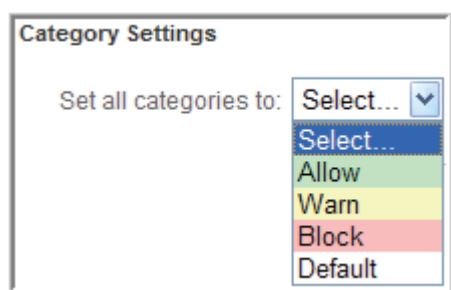 Category Settings
Set all categories to: Select...
Select...
Allow
Warn
Block
Default